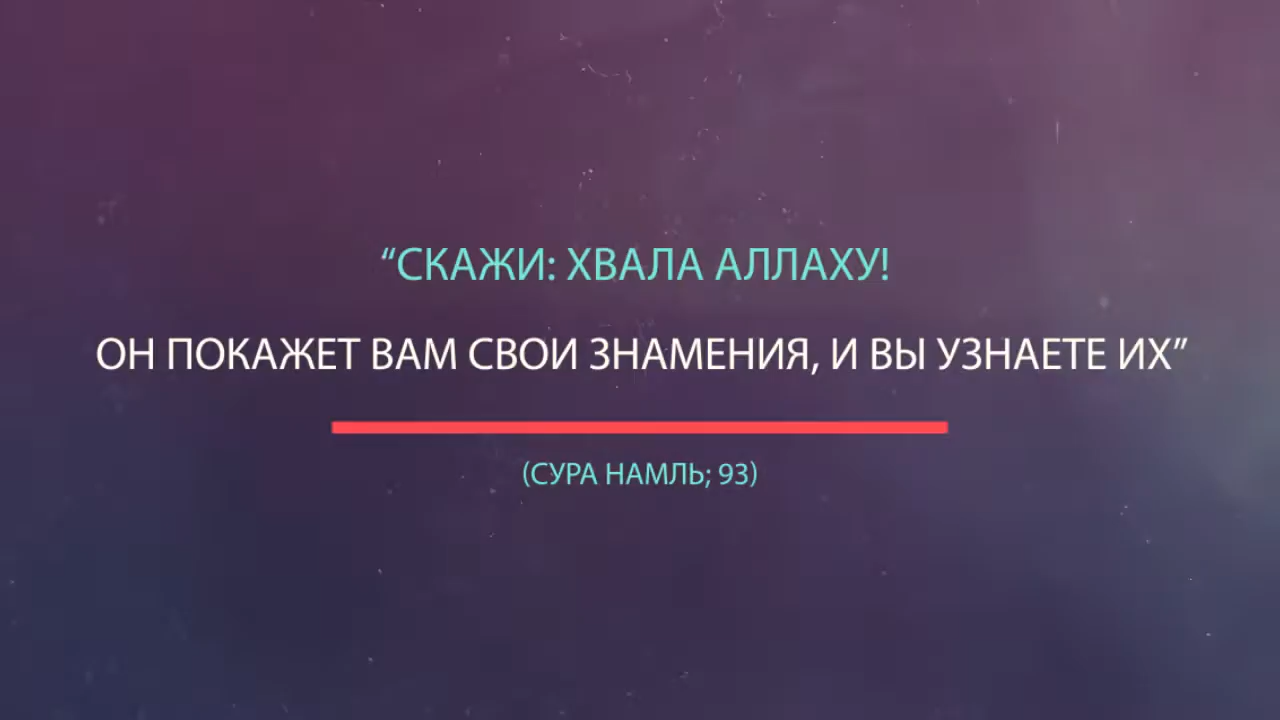 “СКАЖИ: ХВАЛА АЛЛАХУ!
ОН ПОКАЖЕТ ВАМ СВОИ ЗНАМЕНИЯ, И ВЫ УЗНАЕТЕ ИХ”
(СУРА НАМЛЬ; 93)